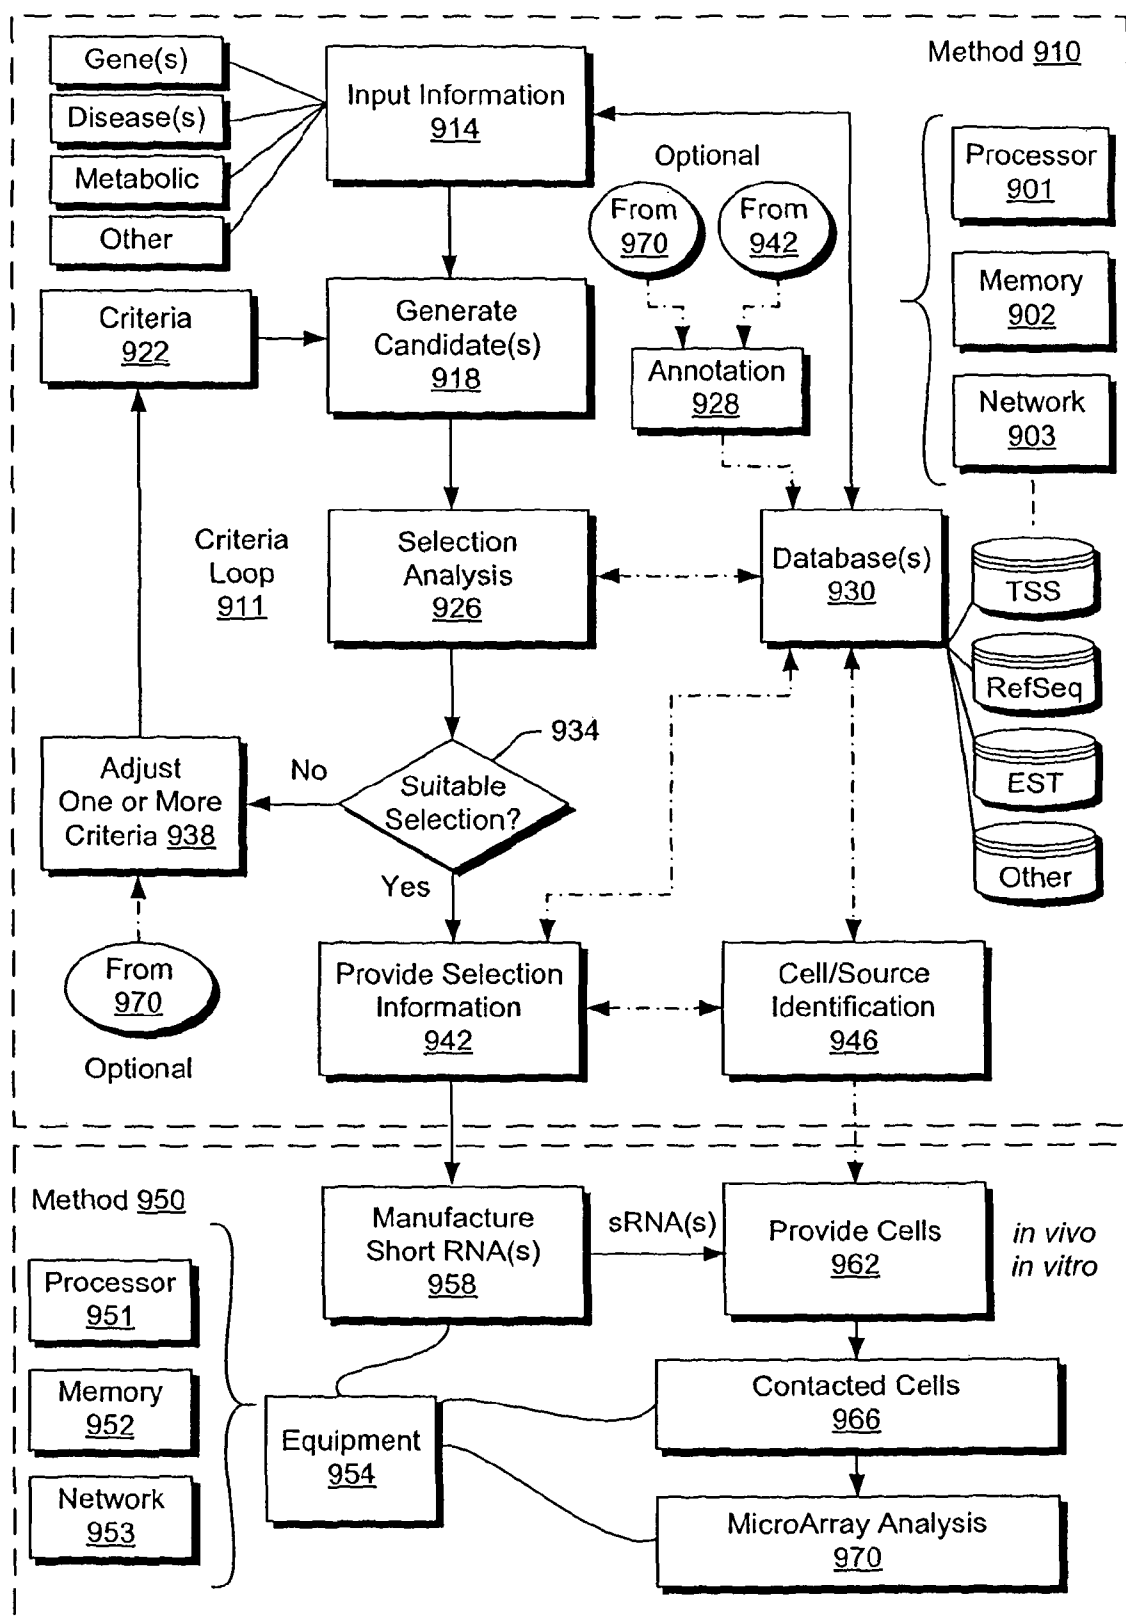 Method 910
Gene(s)
Disease(s)
Metabolic
Other
Input Information
914
Optional
From
970
From
942
Processor
901
Memory
902
Network
903
Criteria
922
Generate
Candidate(s)
918
Annotation
928
Criteria
Loop
911
Selection
Analysis
926
Database(s)
930
TSS
RefSeq
EST
Other
934
Suitable
Selection?
No
Yes
Adjust
One or More
Criteria 938
From
970
Optional
Provide Selection
Information
942
Cell/Source
Identification
946
Method 950
Processor
951
Memory
952
Network
953
Manufacture
Short RNA(s)
958
sRNA(s)
Provide Cells
962
in vivo
in vitro
Equipment
954
Contacted Cells
966
MicroArray Analysis
970